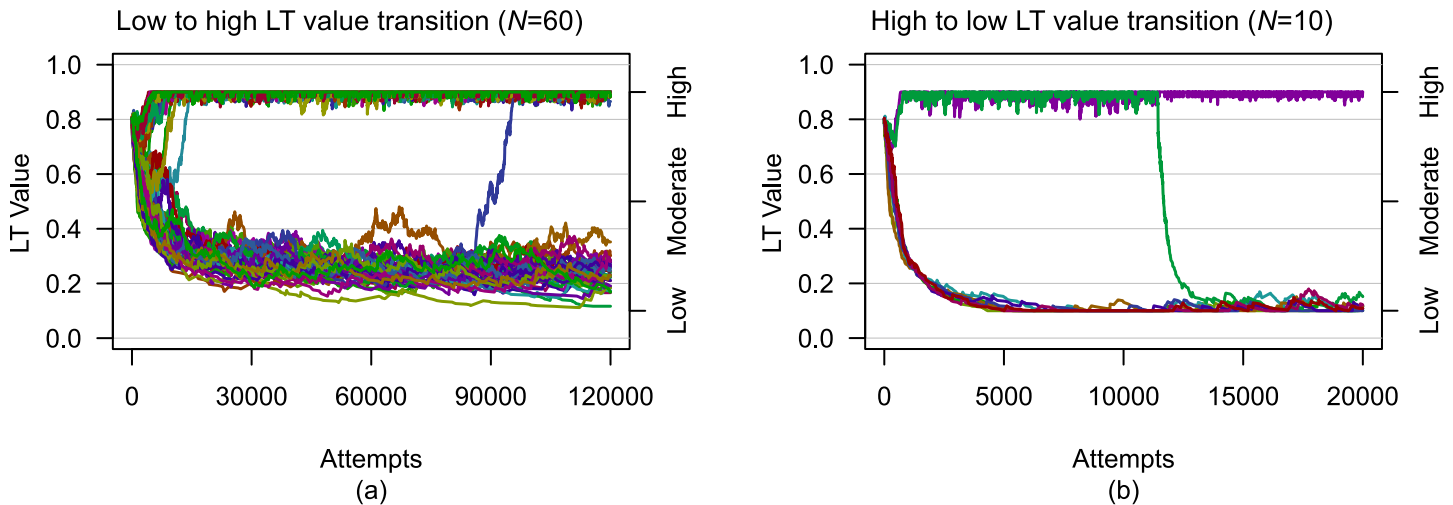 Low to high LT value transition (N=60)
1.0
0.8
0.6
0.4
0.2
0.0
LT Value
High
Moderate
Low
0 30000 60000 90000 120000
Attempts
(a)
High to low LT value transition (N=10)
1.0
0.8
0.6
0.4
0.2
0.0
LT Value
High
Moderate
Low
0 5000 10000 15000 20000
Attempts
(b)